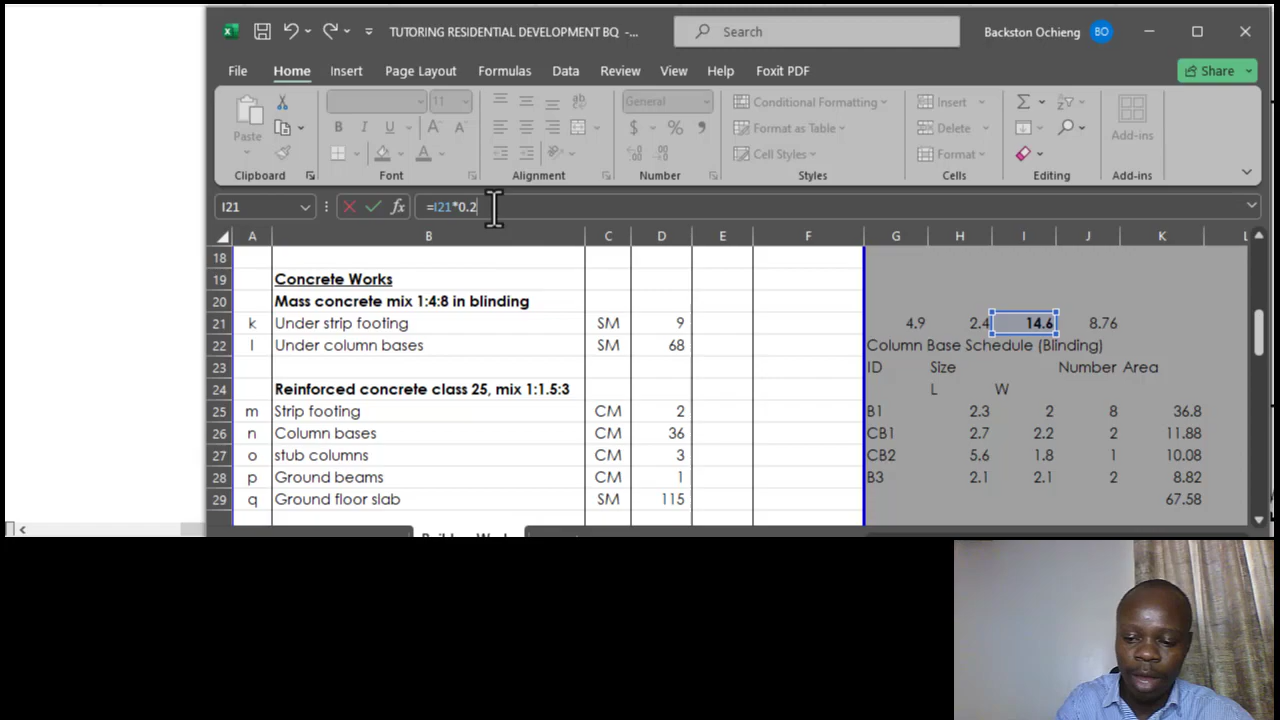 TUTORING RESIDENTIAL DEVELOPMENT BQ -...
Search
Backston Ochieng
BO
File Home Insert Page Layout Formulas Data Review View Help Foxit PDF
Share
Paste
Clipboard
11
B I U
A A
Font
ab
Alignment
General
$ % ,
Number
Conditional Formatting
Format as Table
Cell Styles
Styles
Insert
Delete
Format
Cells
Editing
Add-ins
Add-ins
I21
fx
=I21*0.2
A B C D E F G H I J K L
18
19 Concrete Works
20 Mass concrete mix 1:4:8 in blinding
21 k Under strip footing SM 9 4.9 2.4 14.6 8.76
22 l Under column bases SM 68 Column Base Schedule (Blinding)
23 ID Size Number Area
24 Reinforced concrete class 25, mix 1:1.5:3 L W
25 m Strip footing CM 2 B1 2.3 2 8 36.8
26 n Column bases CM 36 CB1 2.7 2.2 2 11.88
27 o stub columns CM 3 CB2 5.6 1.8 1 10.08
28 p Ground beams CM 1 B3 2.1 2.1 2 8.82
29 q Ground floor slab SM 115 67.58